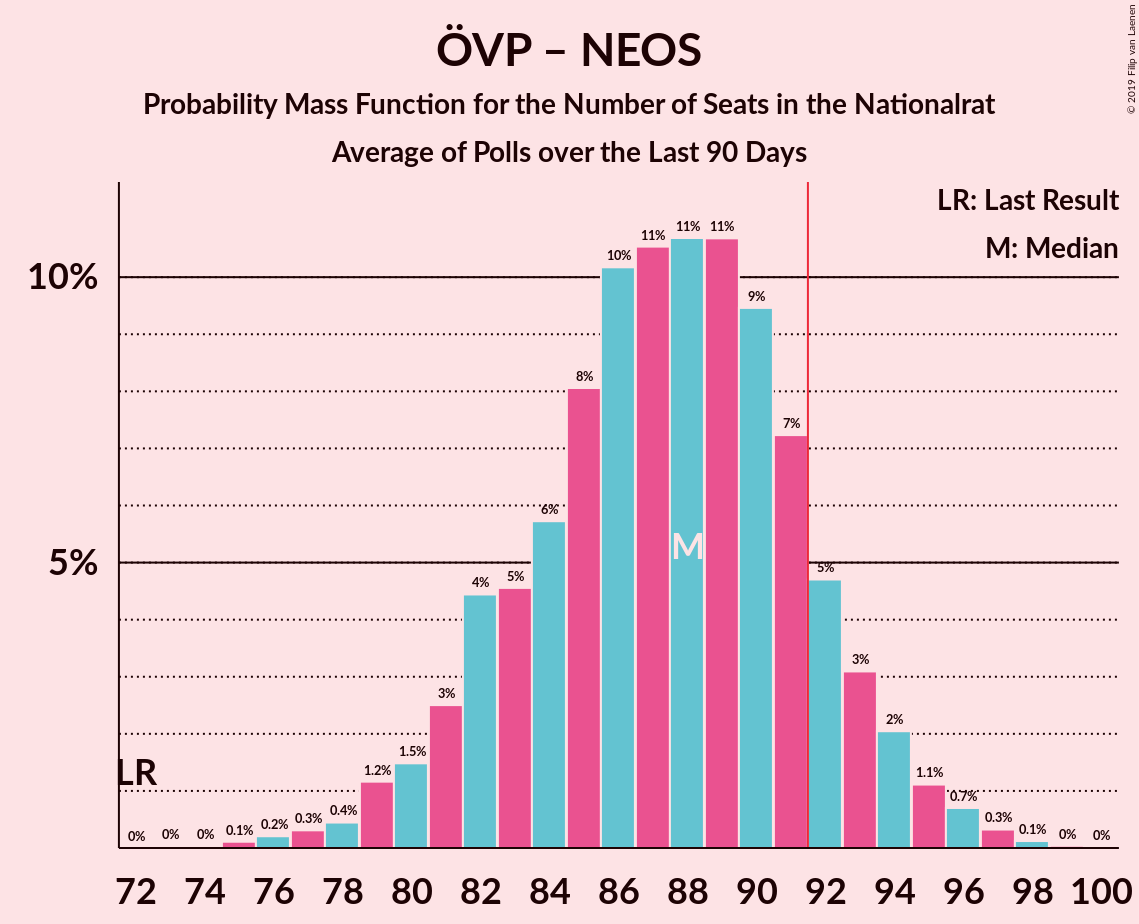 ÖVP – NEOS
Probability Mass Function for the Number of Seats in the Nationalrat
Average of Polls over the Last 90 Days
© 2019 Filip van Laenen
LR: Last Result
M: Median
10%
5%
LR
M
0% 0% 0% 0.1% 0.2% 0.3% 0.4% 1.2% 1.5% 3% 4% 5% 6% 8% 10% 11% 11% 11% 9% 7% 5% 3% 2% 1.1% 0.7% 0.3% 0.1% 0% 0%
72 74 76 78 80 82 84 86 88 90 92 94 96 98 100